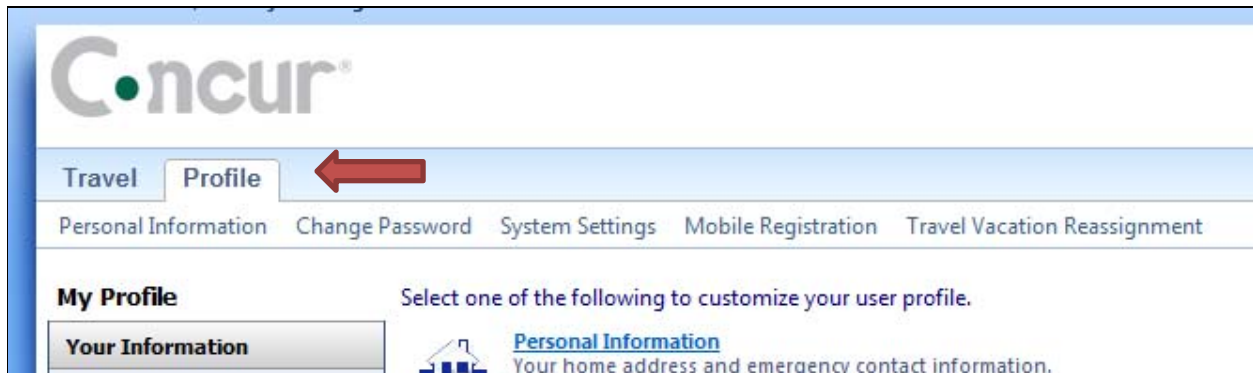 Concur®
Travel Profile
Personal Information Change Password System Settings Mobile Registration Travel Vacation Reassignment
My Profile
Select one of the following to customize your user profile.
Your Information
Personal Information
Your home address and emergency contact information.